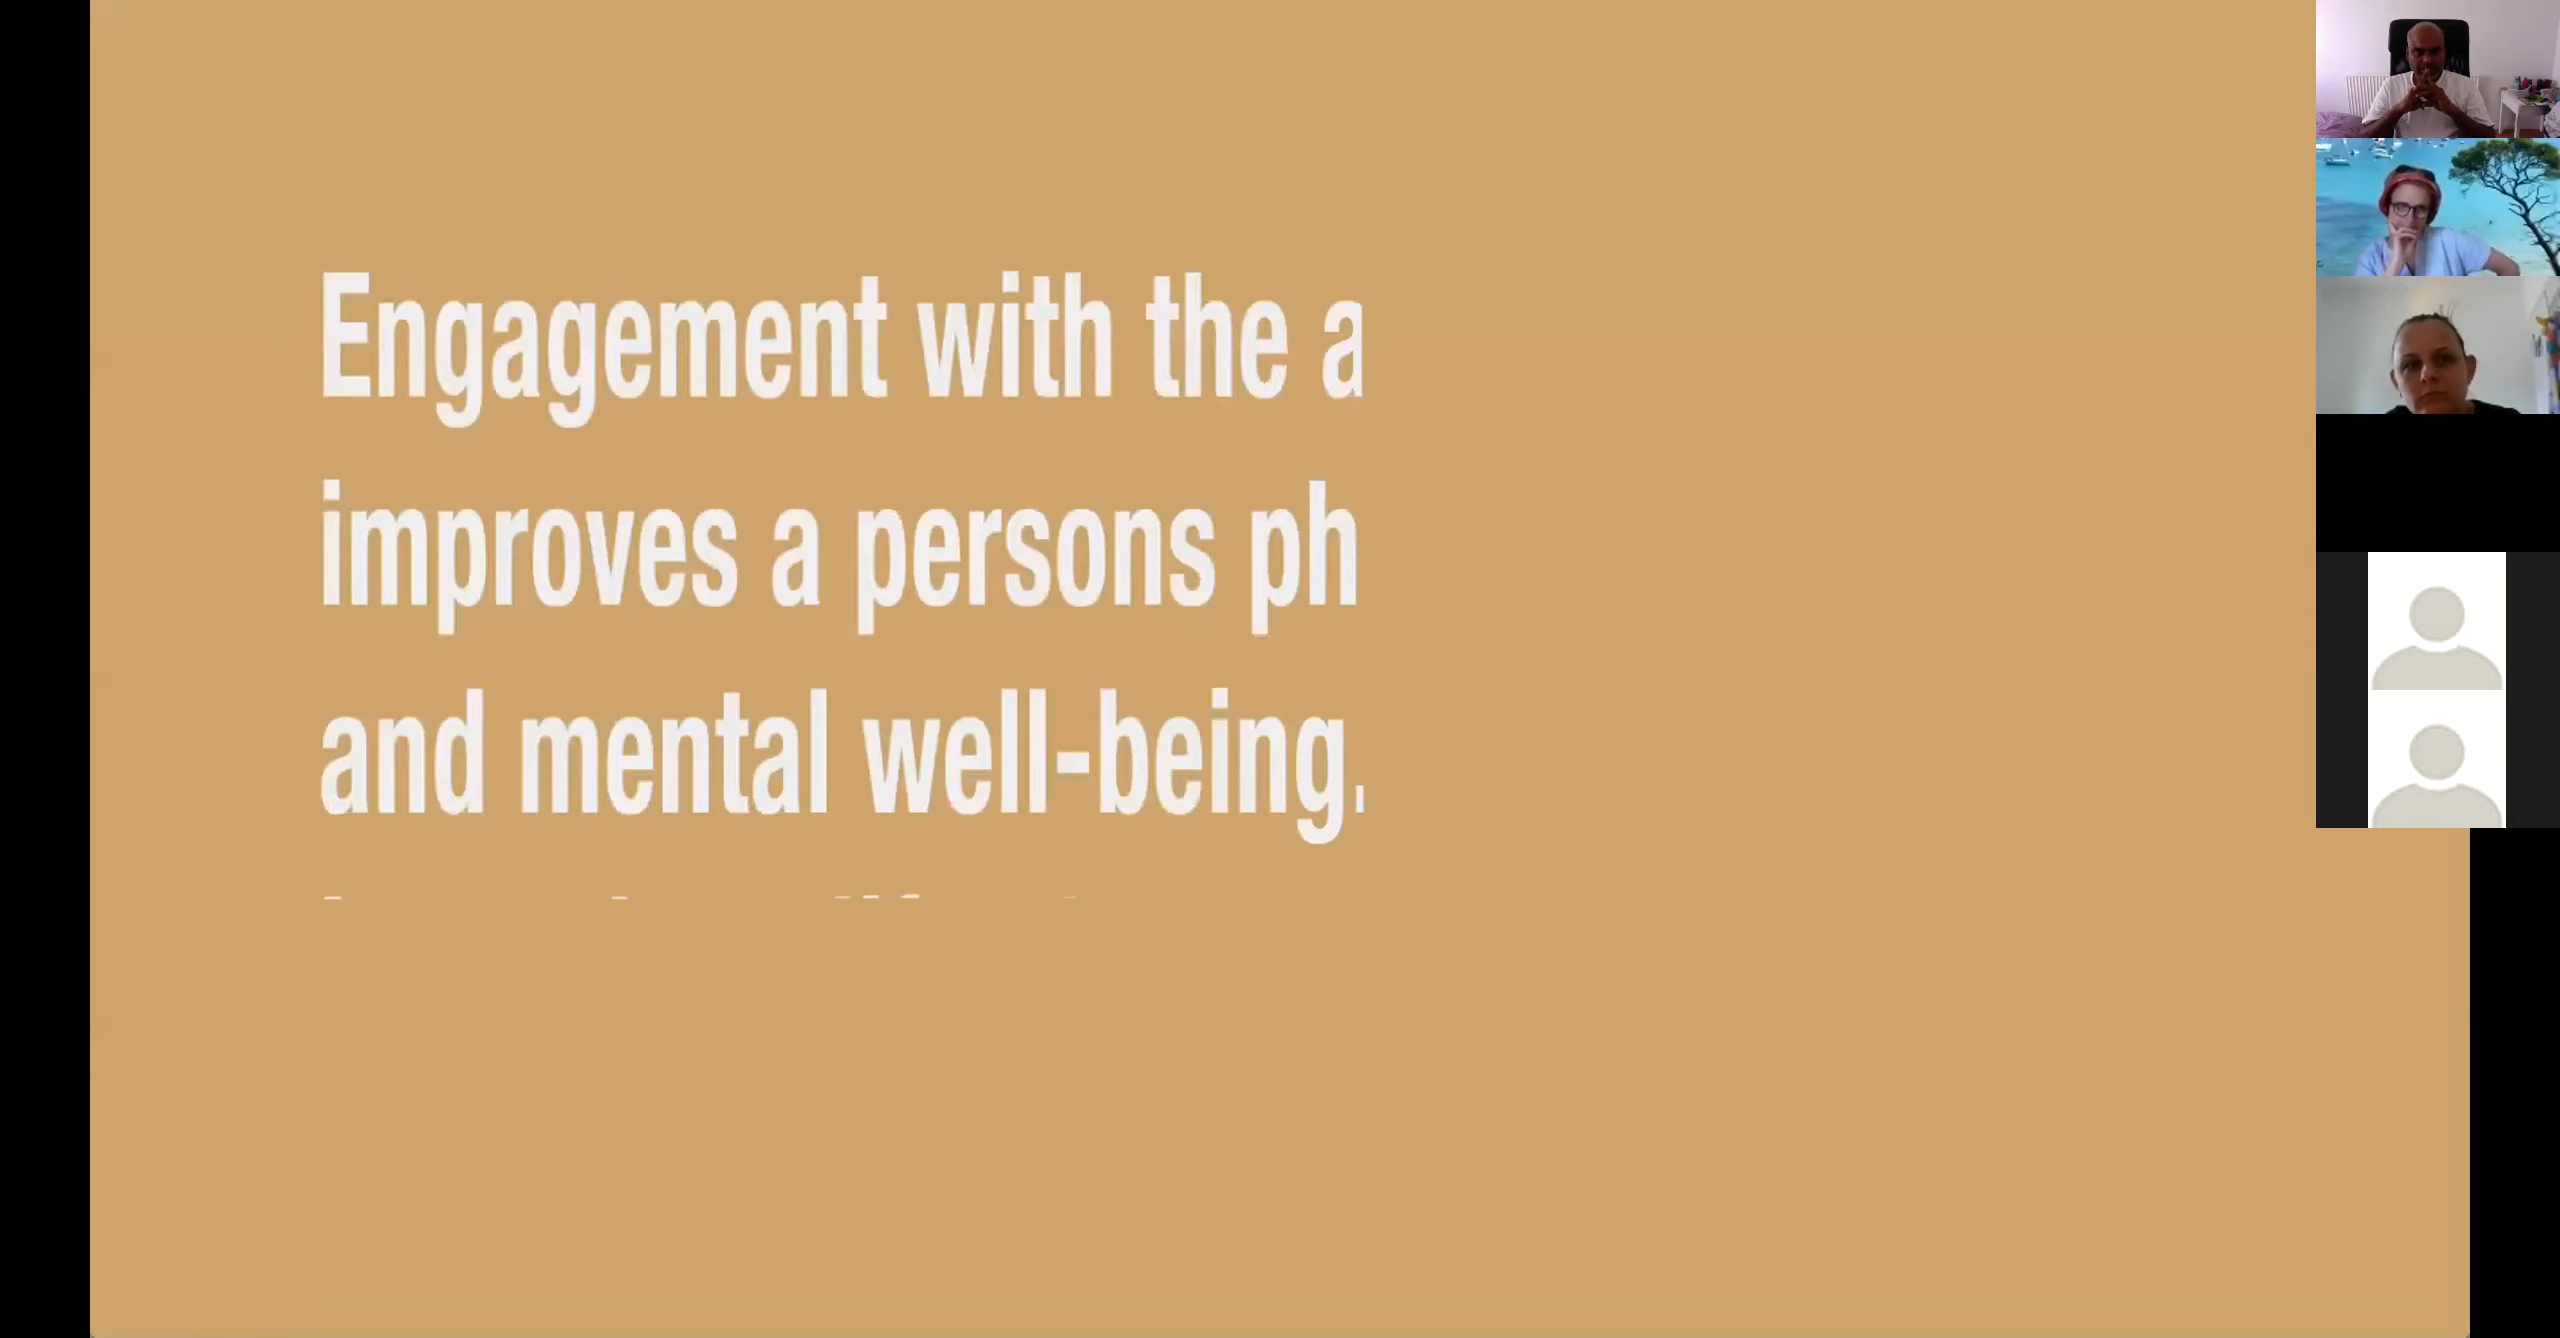 Engagement with the a
improves a persons ph
and mental well-being.